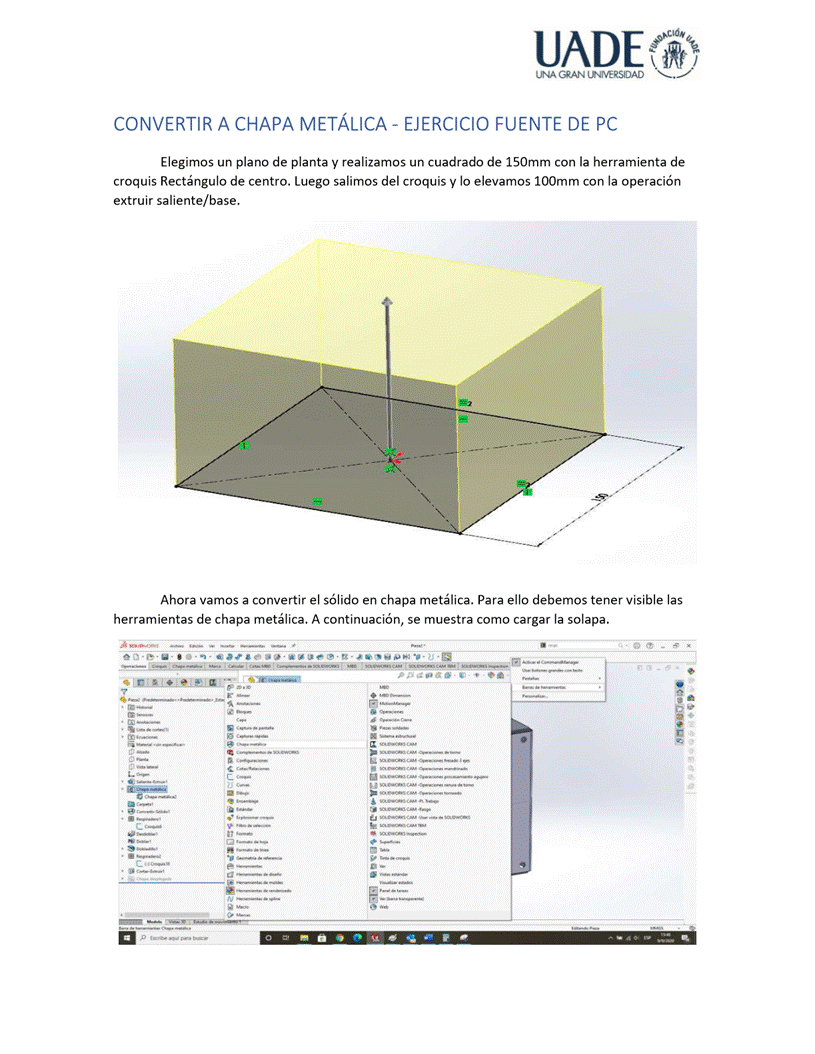 UADE
UNA GRAN UNIVERSIDAD
FUNDACIÓN UADE
CONVERTIR A CHAPA METÁLICA - EJERCICIO FUENTE DE PC
Elegimos un plano de planta y realizamos un cuadrado de 150mm con la herramienta de
croquis Rectángulo de centro. Luego salimos del croquis y lo elevamos 100mm con la operación
extruir saliente/base.
2
2
150
Ahora vamos a convertir el sólido en chapa metálica. Para ello debemos tener visible las
herramientas de chapa metálica. A continuación, se muestra como cargar la solapa.
SOLIDWORKS Archivo Edición Ver Insertar Herramientas Ventana
Pieza2 *
Operaciones Croquis Chapa metálica Marca Calcular Cotas MBD Complementos de SOLIDWORKS MBD SOLIDWORKS CAM SOLIDWORKS CAM TBM SOLIDWORKS Inspection
Activar el CommandManager
Usar botones grandes con texto
Pestañas
Barras de herramientas
Personalizar...
Chapa metálica
Historial
Sensores
Anotaciones
Lista de cortes(1)
Ecuaciones
Material <sin especificar>
Alzado
Planta
Vista lateral
Origen
Saliente-Extruir1
Chapa metálica
Chapa metálica2
Carpeta1
Convertir-Sólido1
Respiradero1
Croquis6
Desdoblar1
Doblar1
Respiradero2
(-) Croquis10
Cortar-Extruir1
Chapa desplegada
2D a 3D
Alinear
Anotaciones
Bloques
Capa
Captura de pantalla
Capturas rápidas
Chapa metálica
Complementos de SOLIDWORKS
Configuraciones
Cotas/Relaciones
Croquis
Curvas
Dibujo
Ensamblaje
Estándar
Explosionar croquis
Filtro de selección
Formato
Formato de hoja
Formato de línea
Geometría de referencia
Herramientas
Herramientas de diseño
Herramientas de moldes
Herramientas de renderizado
Herramientas de spline
Macro
Marcas
MBD
MBD Dimension
MotionManager
Operaciones
Operación Cierre
Piezas soldadas
Sistema estructural
SOLIDWORKS CAM
SOLIDWORKS CAM -Operaciones de torno
SOLIDWORKS CAM -Operaciones fresado 3 ejes
SOLIDWORKS CAM -Operaciones mandrinado
SOLIDWORKS CAM -Operaciones procesamiento agujero
SOLIDWORKS CAM -Operaciones ranura de torno
SOLIDWORKS CAM -Operaciones torneado
SOLIDWORKS CAM -Pl. Trabajo
SOLIDWORKS CAM -Rango
SOLIDWORKS CAM -Usar vista de SOLIDWORKS
SOLIDWORKS CAM TBM
SOLIDWORKS Inspection
Superficies
Tabla
Tinta de croquis
Ver
Vistas estándar
Visualizar estados
Panel de tareas
Ver (barra transparente)
Web
Modelo Vistas 3D Estudio de movimiento 1
Barra de herramientas Chapa metálica
Editando Pieza
MMGS
Escribe aquí para buscar
ESP